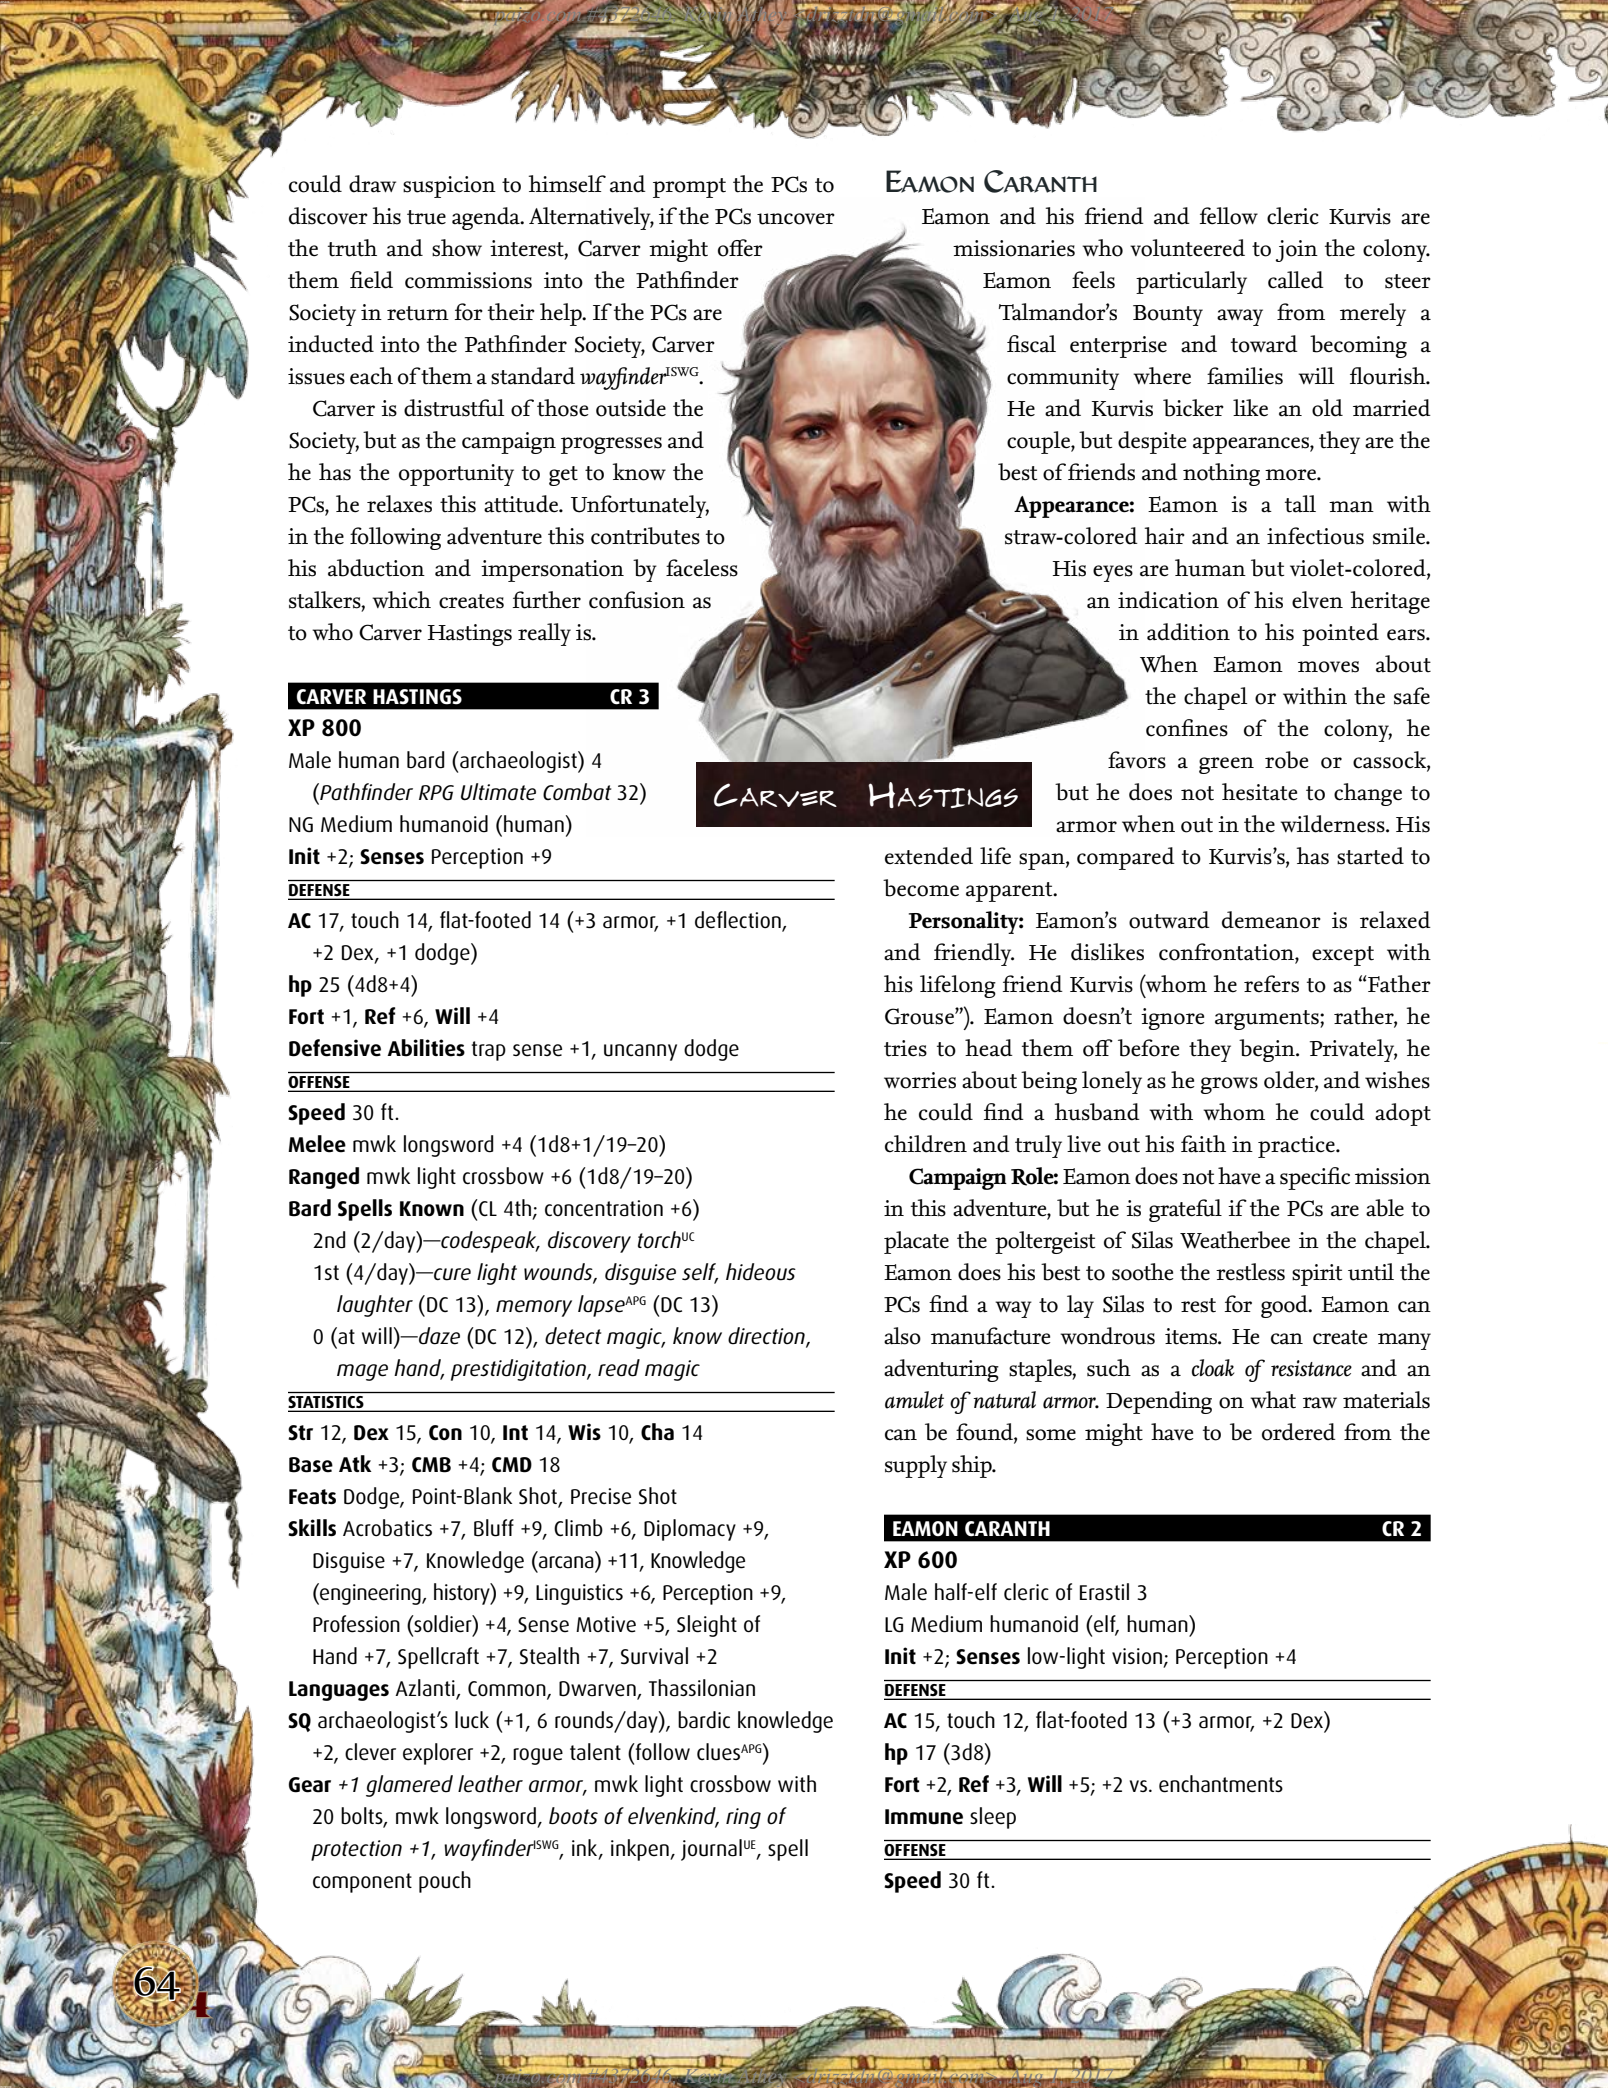 could draw suspicion to himself and prompt the PCs to
discover his true agenda. Alternatively, if the PCs uncover
the truth and show interest, Carver might offer
them field commissions into the Pathfinder
Society in return for their help. If the PCs are
inducted into the Pathfinder Society, Carver
issues each of them a standard wayfinderISWG.
Carver is distrustful of those outside the
Society, but as the campaign progresses and
he has the opportunity to get to know the
PCs, he relaxes this attitude. Unfortunately,
in the following adventure this contributes to
his abduction and impersonation by faceless
stalkers, which creates further confusion as
to who Carver Hastings really is.
CARVER HASTINGS CR 3
XP 800
Male human bard (archaeologist) 4
(Pathfinder RPG Ultimate Combat 32)
NG Medium humanoid (human)
Init +2; Senses Perception +9
DEFENSE
AC 17, touch 14, flat-footed 14 (+3 armor, +1 deflection,
+2 Dex, +1 dodge)
hp 25 (4d8+4)
Fort +1, Ref +6, Will +4
Defensive Abilities trap sense +1, uncanny dodge
OFFENSE
Speed 30 ft.
Melee mwk longsword +4 (1d8+1/19–20)
Ranged mwk light crossbow +6 (1d8/19–20)
Bard Spells Known (CL 4th; concentration +6)
2nd (2/day)—codespeak, discovery torchUC
1st (4/day)—cure light wounds, disguise self, hideous
laughter (DC 13), memory lapseAPG (DC 13)
0 (at will)—daze (DC 12), detect magic, know direction,
mage hand, prestidigitation, read magic
STATISTICS
Str 12, Dex 15, Con 10, Int 14, Wis 10, Cha 14
Base Atk +3; CMB +4; CMD 18
Feats Dodge, Point-Blank Shot, Precise Shot
Skills Acrobatics +7, Bluff +9, Climb +6, Diplomacy +9,
Disguise +7, Knowledge (arcana) +11, Knowledge
(engineering, history) +9, Linguistics +6, Perception +9,
Profession (soldier) +4, Sense Motive +5, Sleight of
Hand +7, Spellcraft +7, Stealth +7, Survival +2
Languages Azlanti, Common, Dwarven, Thassilonian
SQ archaeologist's luck (+1, 6 rounds/day), bardic knowledge
+2, clever explorer +2, rogue talent (follow cluesAPG)
Gear +1 glamered leather armor, mwk light crossbow with
20 bolts, mwk longsword, boots of elvenkind, ring of
protection +1, wayfinderISWG, ink, inkpen, journalUE, spell
component pouch
CARVER HASTINGS
EAMON CARANTH
Eamon and his friend and fellow cleric Kurvis are
missionaries who volunteered to join the colony.
Eamon feels particularly called to steer
Talmandor's Bounty away from merely a
fiscal enterprise and toward becoming a
community where families will flourish.
He and Kurvis bicker like an old married
couple, but despite appearances, they are the
best of friends and nothing more.
Appearance: Eamon is a tall man with
straw-colored hair and an infectious smile.
His eyes are human but violet-colored,
an indication of his elven heritage
in addition to his pointed ears.
When Eamon moves about
the chapel or within the safe
confines of the colony, he
favors a green robe or cassock,
but he does not hesitate to change to
armor when out in the wilderness. His
extended life span, compared to Kurvis's, has started to
become apparent.
Personality: Eamon's outward demeanor is relaxed
and friendly. He dislikes confrontation, except with
his lifelong friend Kurvis (whom he refers to as “Father
Grouse”). Eamon doesn't ignore arguments; rather, he
tries to head them off before they begin. Privately, he
worries about being lonely as he grows older, and wishes
he could find a husband with whom he could adopt
children and truly live out his faith in practice.
Campaign Role: Eamon does not have a specific mission
in this adventure, but he is grateful if the PCs are able to
placate the poltergeist of Silas Weatherbee in the chapel.
Eamon does his best to soothe the restless spirit until the
PCs find a way to lay Silas to rest for good. Eamon can
also manufacture wondrous items. He can create many
adventuring staples, such as a cloak of resistance and an
amulet of natural armor. Depending on what raw materials
can be found, some might have to be ordered from the
supply ship.
EAMON CARANTH CR 2
XP 600
Male half-elf cleric of Erastil 3
LG Medium humanoid (elf, human)
Init +2; Senses low-light vision; Perception +4
DEFENSE
AC 15, touch 12, flat-footed 13 (+3 armor, +2 Dex)
hp 17 (3d8)
Fort +2, Ref +3, Will +5; +2 vs. enchantments
Immune sleep
OFFENSE
Speed 30 ft.
64